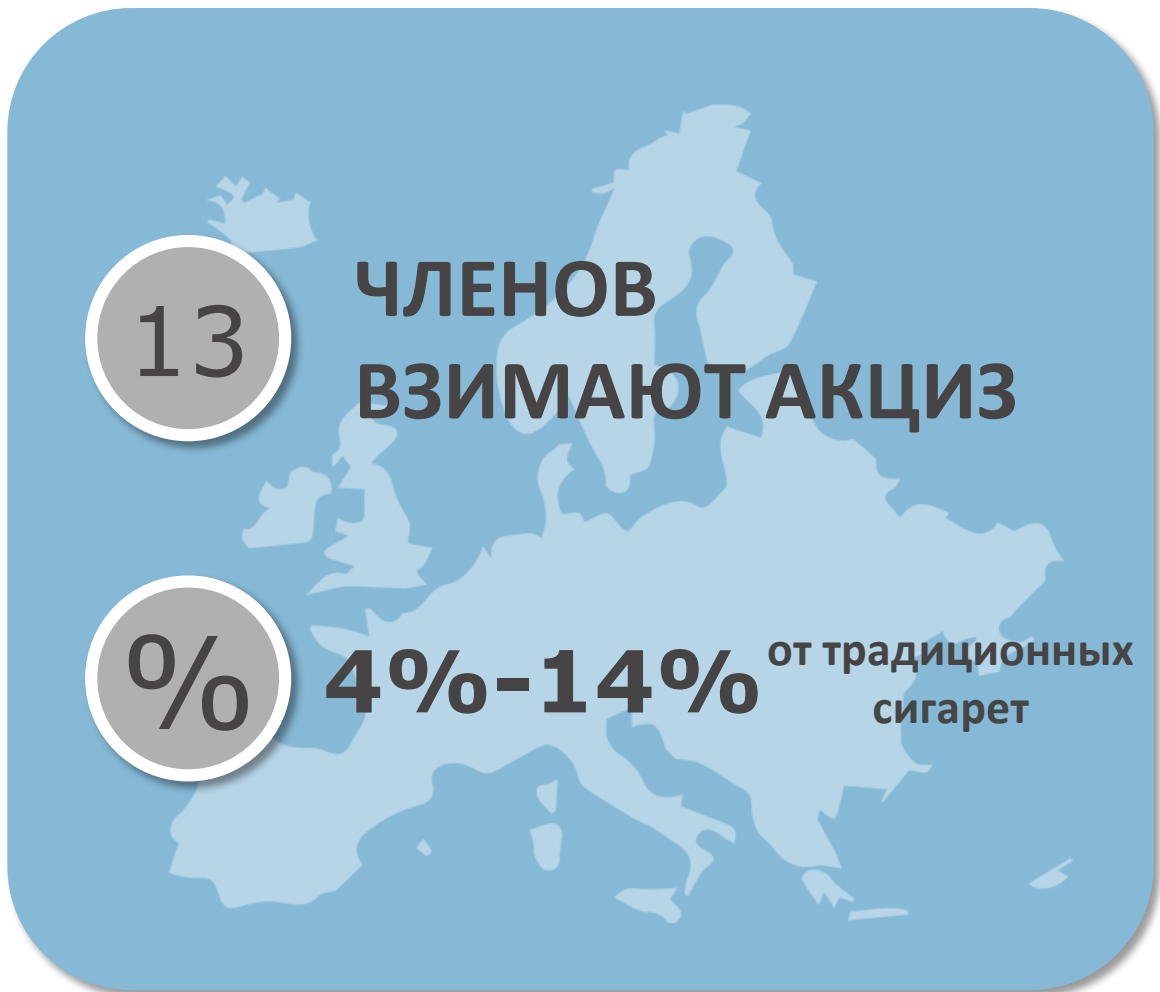 13
ЧЛЕНОВ
ВЗИМАЮТ АКЦИЗ
%
4%-14%
от традиционных
сигарет